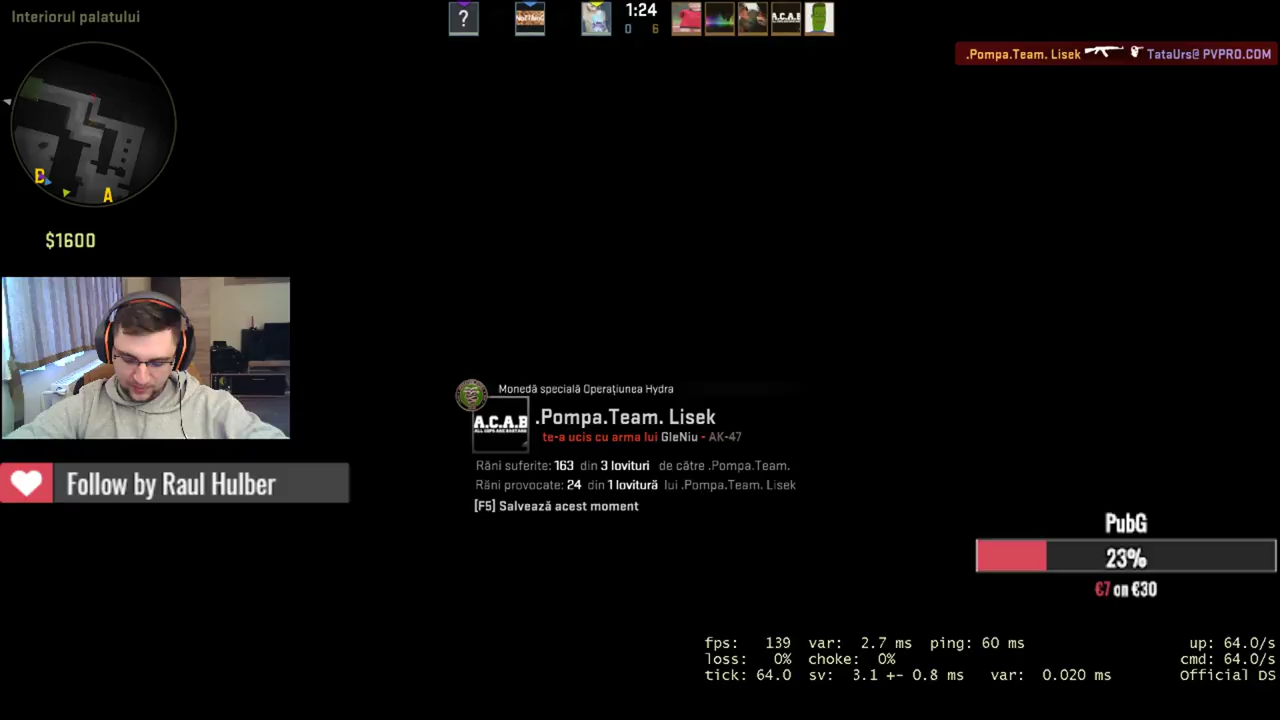 Interiorul palatului
?
1:24
0 6
A.C.A.B
.Pompa.Team. Lisek TataUrs@ PVPRO.COM
B
A
$1600
Monedă specială Operațiunea Hydra
A.C.A.B
ALL COPS ARE BASTARDS
.Pompa.Team. Lisek
te-a ucis cu arma lui GleNiu - AK-47
Răni suferite: 163 din 3 lovituri de către .Pompa.Team.
Răni provocate: 24 din 1 lovitură lui .Pompa.Team. Lisek
[F5] Salvează acest moment
Follow by Raul Hulber
PubG
23%
€7 on €30
fps: 139 var: 2.7 ms ping: 60 ms up: 64.0/s
loss: 0% choke: 0% cmd: 64.0/s
tick: 64.0 sv: 3.1 +- 0.8 ms var: 0.020 ms Official DS